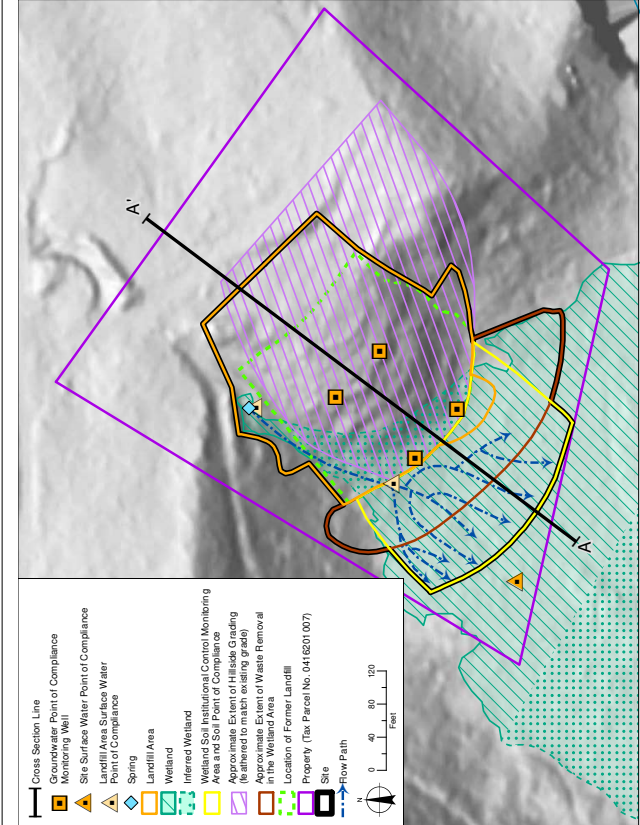 A'
A
Cross Section Line
Groundwater Point of Compliance
Monitoring Well
Site Surface Water Point of Compliance
Landfill Area Surface Water
Point of Compliance
Spring
Landfill Area
Wetland
Inferred Wetland
Wetland Soil Institutional Control Monitoring
Area and Soil Point of Compliance
Approximate Extent of Hillside Grading
(feathered to match existing grade)
Approximate Extent of Waste Removal
in the Wetland Area
Location of Former Landfill
Property (Tax Parcel No. 0416201007)
Site
Flow Path
N
0 40 80 120
Feet